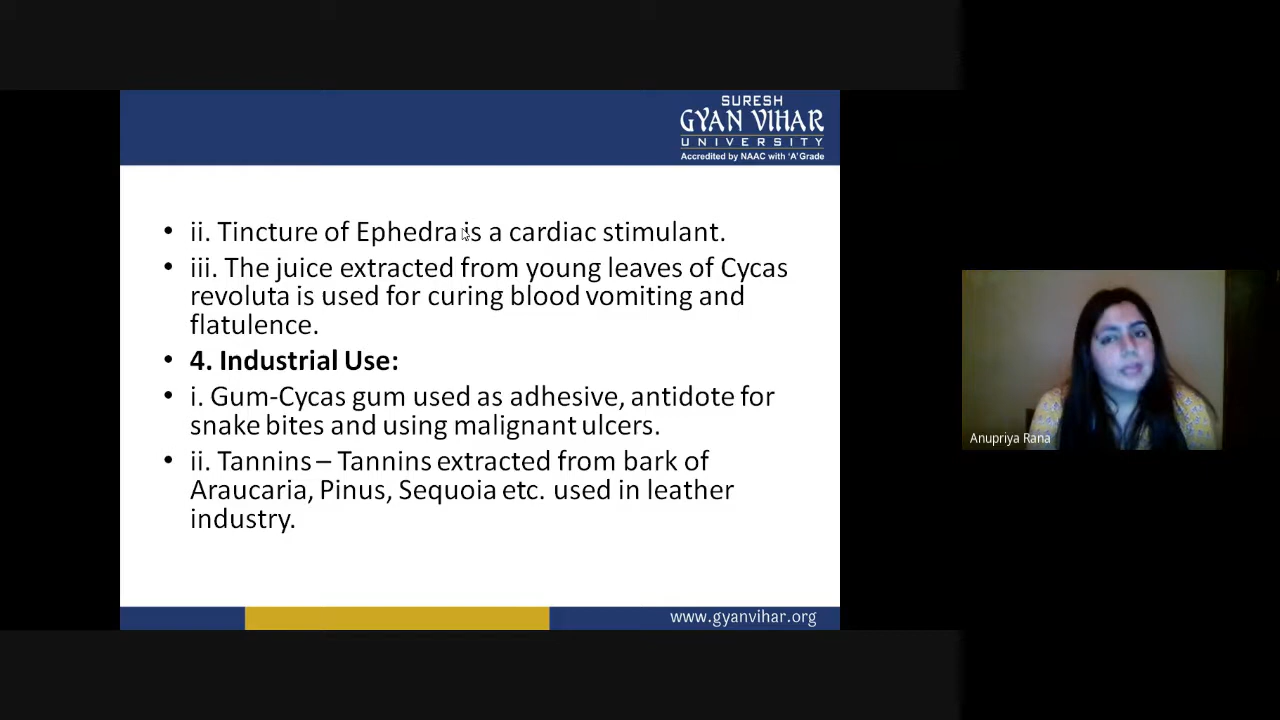 SURESH
GYAN VIHAR
UNIVERSITY
Accredited by NAAC with 'A' Grade
• ii. Tincture of Ephedra is a cardiac stimulant.
• iii. The juice extracted from young leaves of Cycas
revoluta is used for curing blood vomiting and
flatulence.
• 4. Industrial Use:
• i. Gum-Cycas gum used as adhesive, antidote for
snake bites and using malignant ulcers.
• ii. Tannins – Tannins extracted from bark of
Araucaria, Pinus, Sequoia etc. used in leather
industry.
www.gyanvihar.org
Anupriya Rana